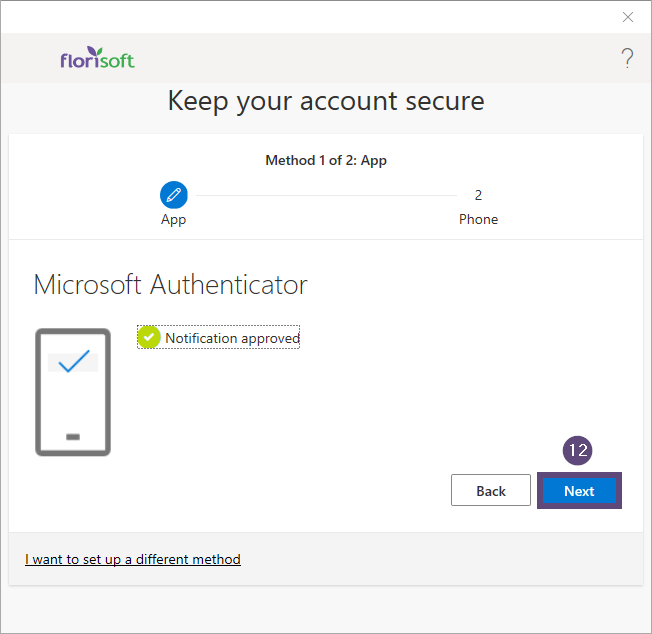 florisoft
?
Keep your account secure
Method 1 of 2: App
2
App
Phone
Microsoft Authenticator
Notification approved
12
Back
Next
I want to set up a different method